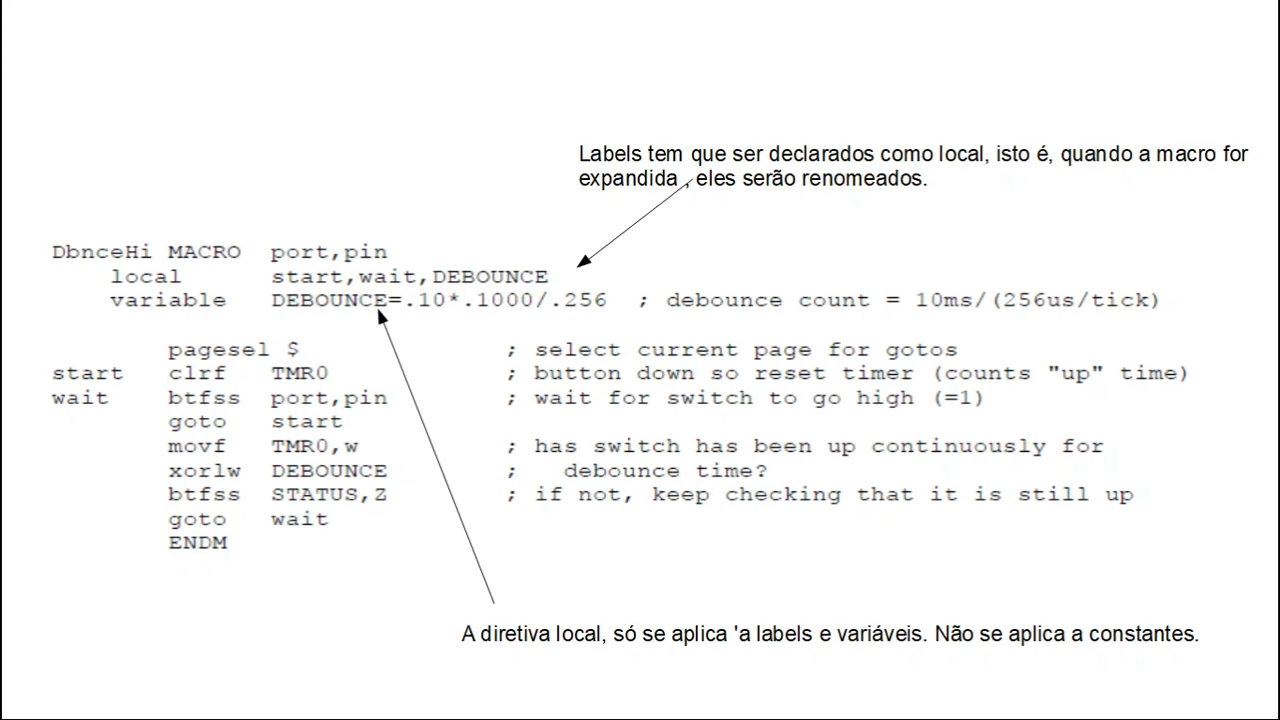 Labels tem que ser declarados como local, isto é, quando a macro for
expandida , eles serão renomeados.
DbnceHi MACRO port,pin
local start,wait,DEBOUNCE
variable DEBOUNCE=.10*.1000/.256 ; debounce count = 10ms/(256us/tick)
pagesel $ ; select current page for gotos
start clrf TMR0 ; button down so reset timer (counts "up" time)
wait btfss port,pin ; wait for switch to go high (=1)
goto start
movf TMR0,w ; has switch has been up continuously for
xorlw DEBOUNCE ; debounce time?
btfss STATUS,Z ; if not, keep checking that it is still up
goto wait
ENDM
A diretiva local, só se aplica 'a labels e variáveis. Não se aplica a constantes.